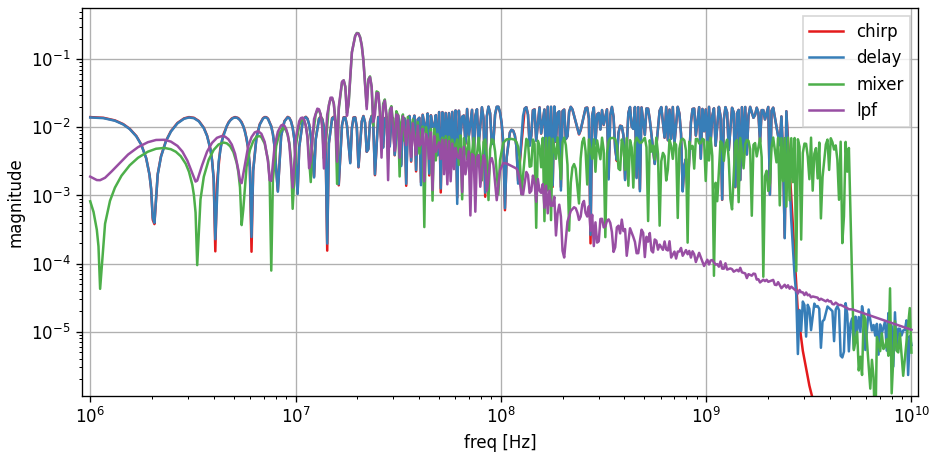 chirp
delay
mixer
lpf
magnitude
10⁻¹
10⁻²
10⁻³
10⁻⁴
10⁻⁵
10⁶ 10⁷ 10⁸ 10⁹ 10¹⁰
freq [Hz]